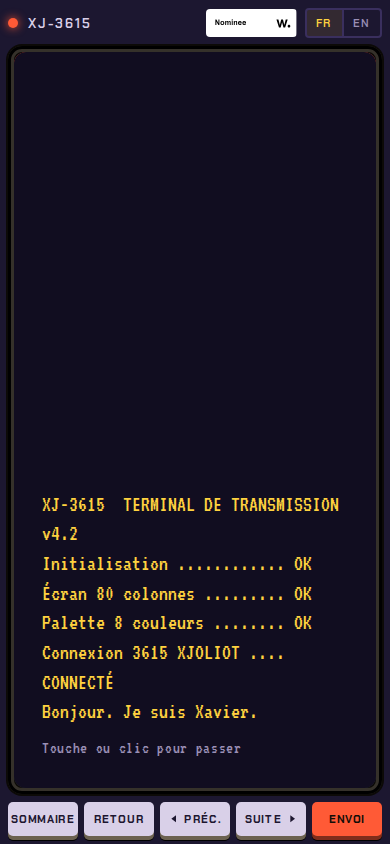 XJ-3615
Nominee W.
FR EN
XJ-3615 TERMINAL DE TRANSMISSION
v4.2
Initialisation ............ OK
Écran 80 colonnes ......... OK
Palette 8 couleurs ........ OK
Connexion 3615 XJOLIOT ....
CONNECTÉ
Bonjour. Je suis Xavier.
Touche ou clic pour passer
SOMMAIRE RETOUR PRÉC. SUITE ENVOI